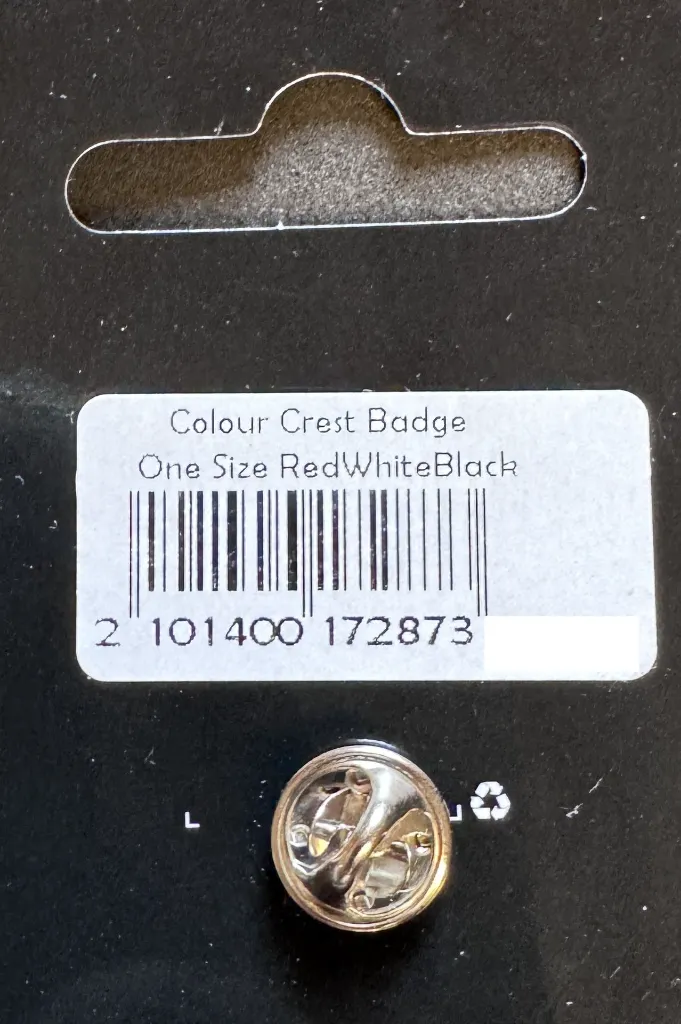 Colour Crest Badge
One Size RedWhiteBlack
2 101400 172873